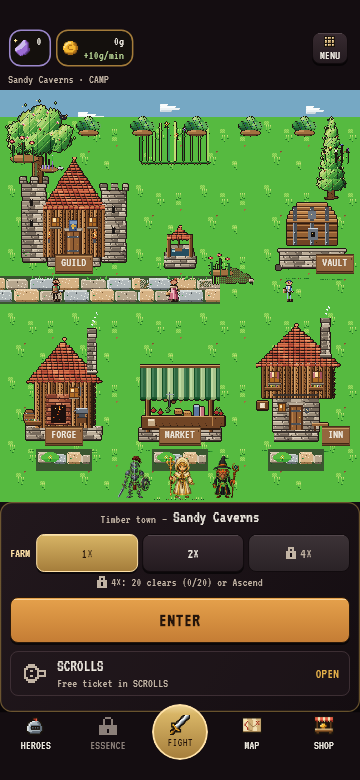 0
0g
+10g/min
MENU
Sandy Caverns · CAMP
GUILD
VAULT
FORGE
MARKET
INN
Timber town – Sandy Caverns
FARM
1X
2X
4X
4X: 20 clears (0/20) or Ascend
ENTER
SCROLLS
Free ticket in SCROLLS
OPEN
HEROES
ESSENCE
FIGHT
MAP
SHOP